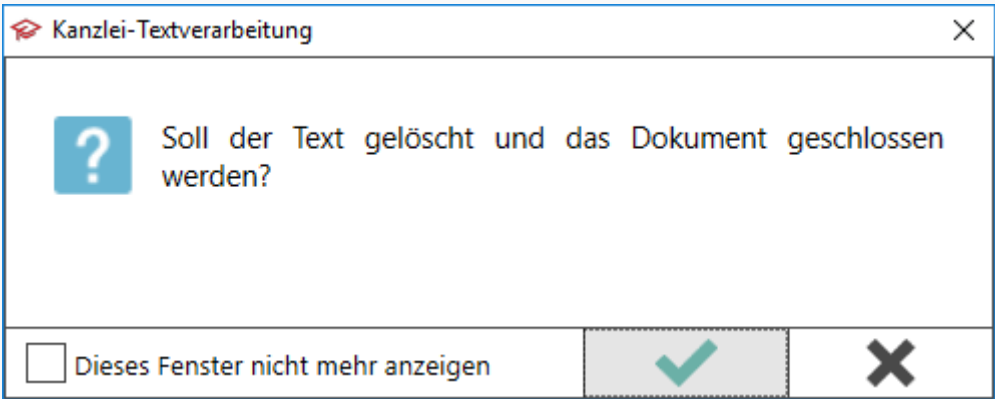 Kanzlei-Textverarbeitung
Soll der Text gelöscht und das Dokument geschlossen
werden?
Dieses Fenster nicht mehr anzeigen